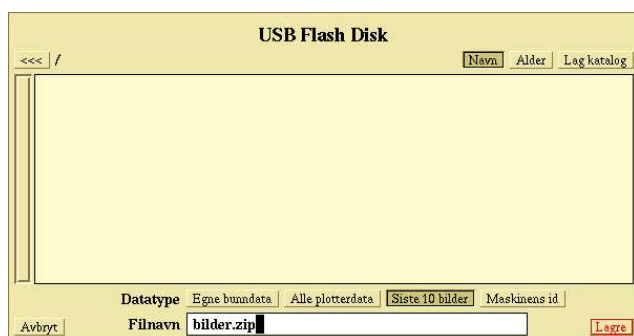 USB Flash Disk
<<< / Navn Alder Lag katalog
Datatype Egne bunndata Alle plotterdata Siste 10 bilder Maskinens id
Avbryt Filnavn bilder.zip Lagre